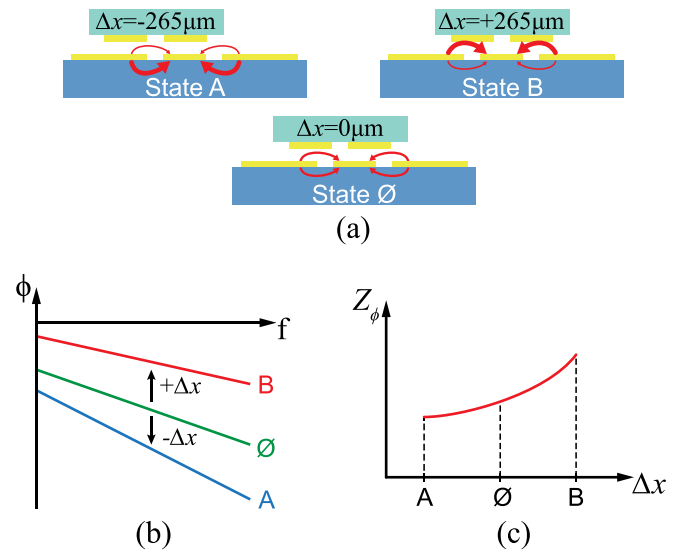 Δx=-265μm
State A
Δx=+265μm
State B
Δx=0μm
State Ø
(a)
ϕ
f
B
+Δx
Ø
-Δx
A
(b)
Zϕ
A
Ø
B
Δx
(c)